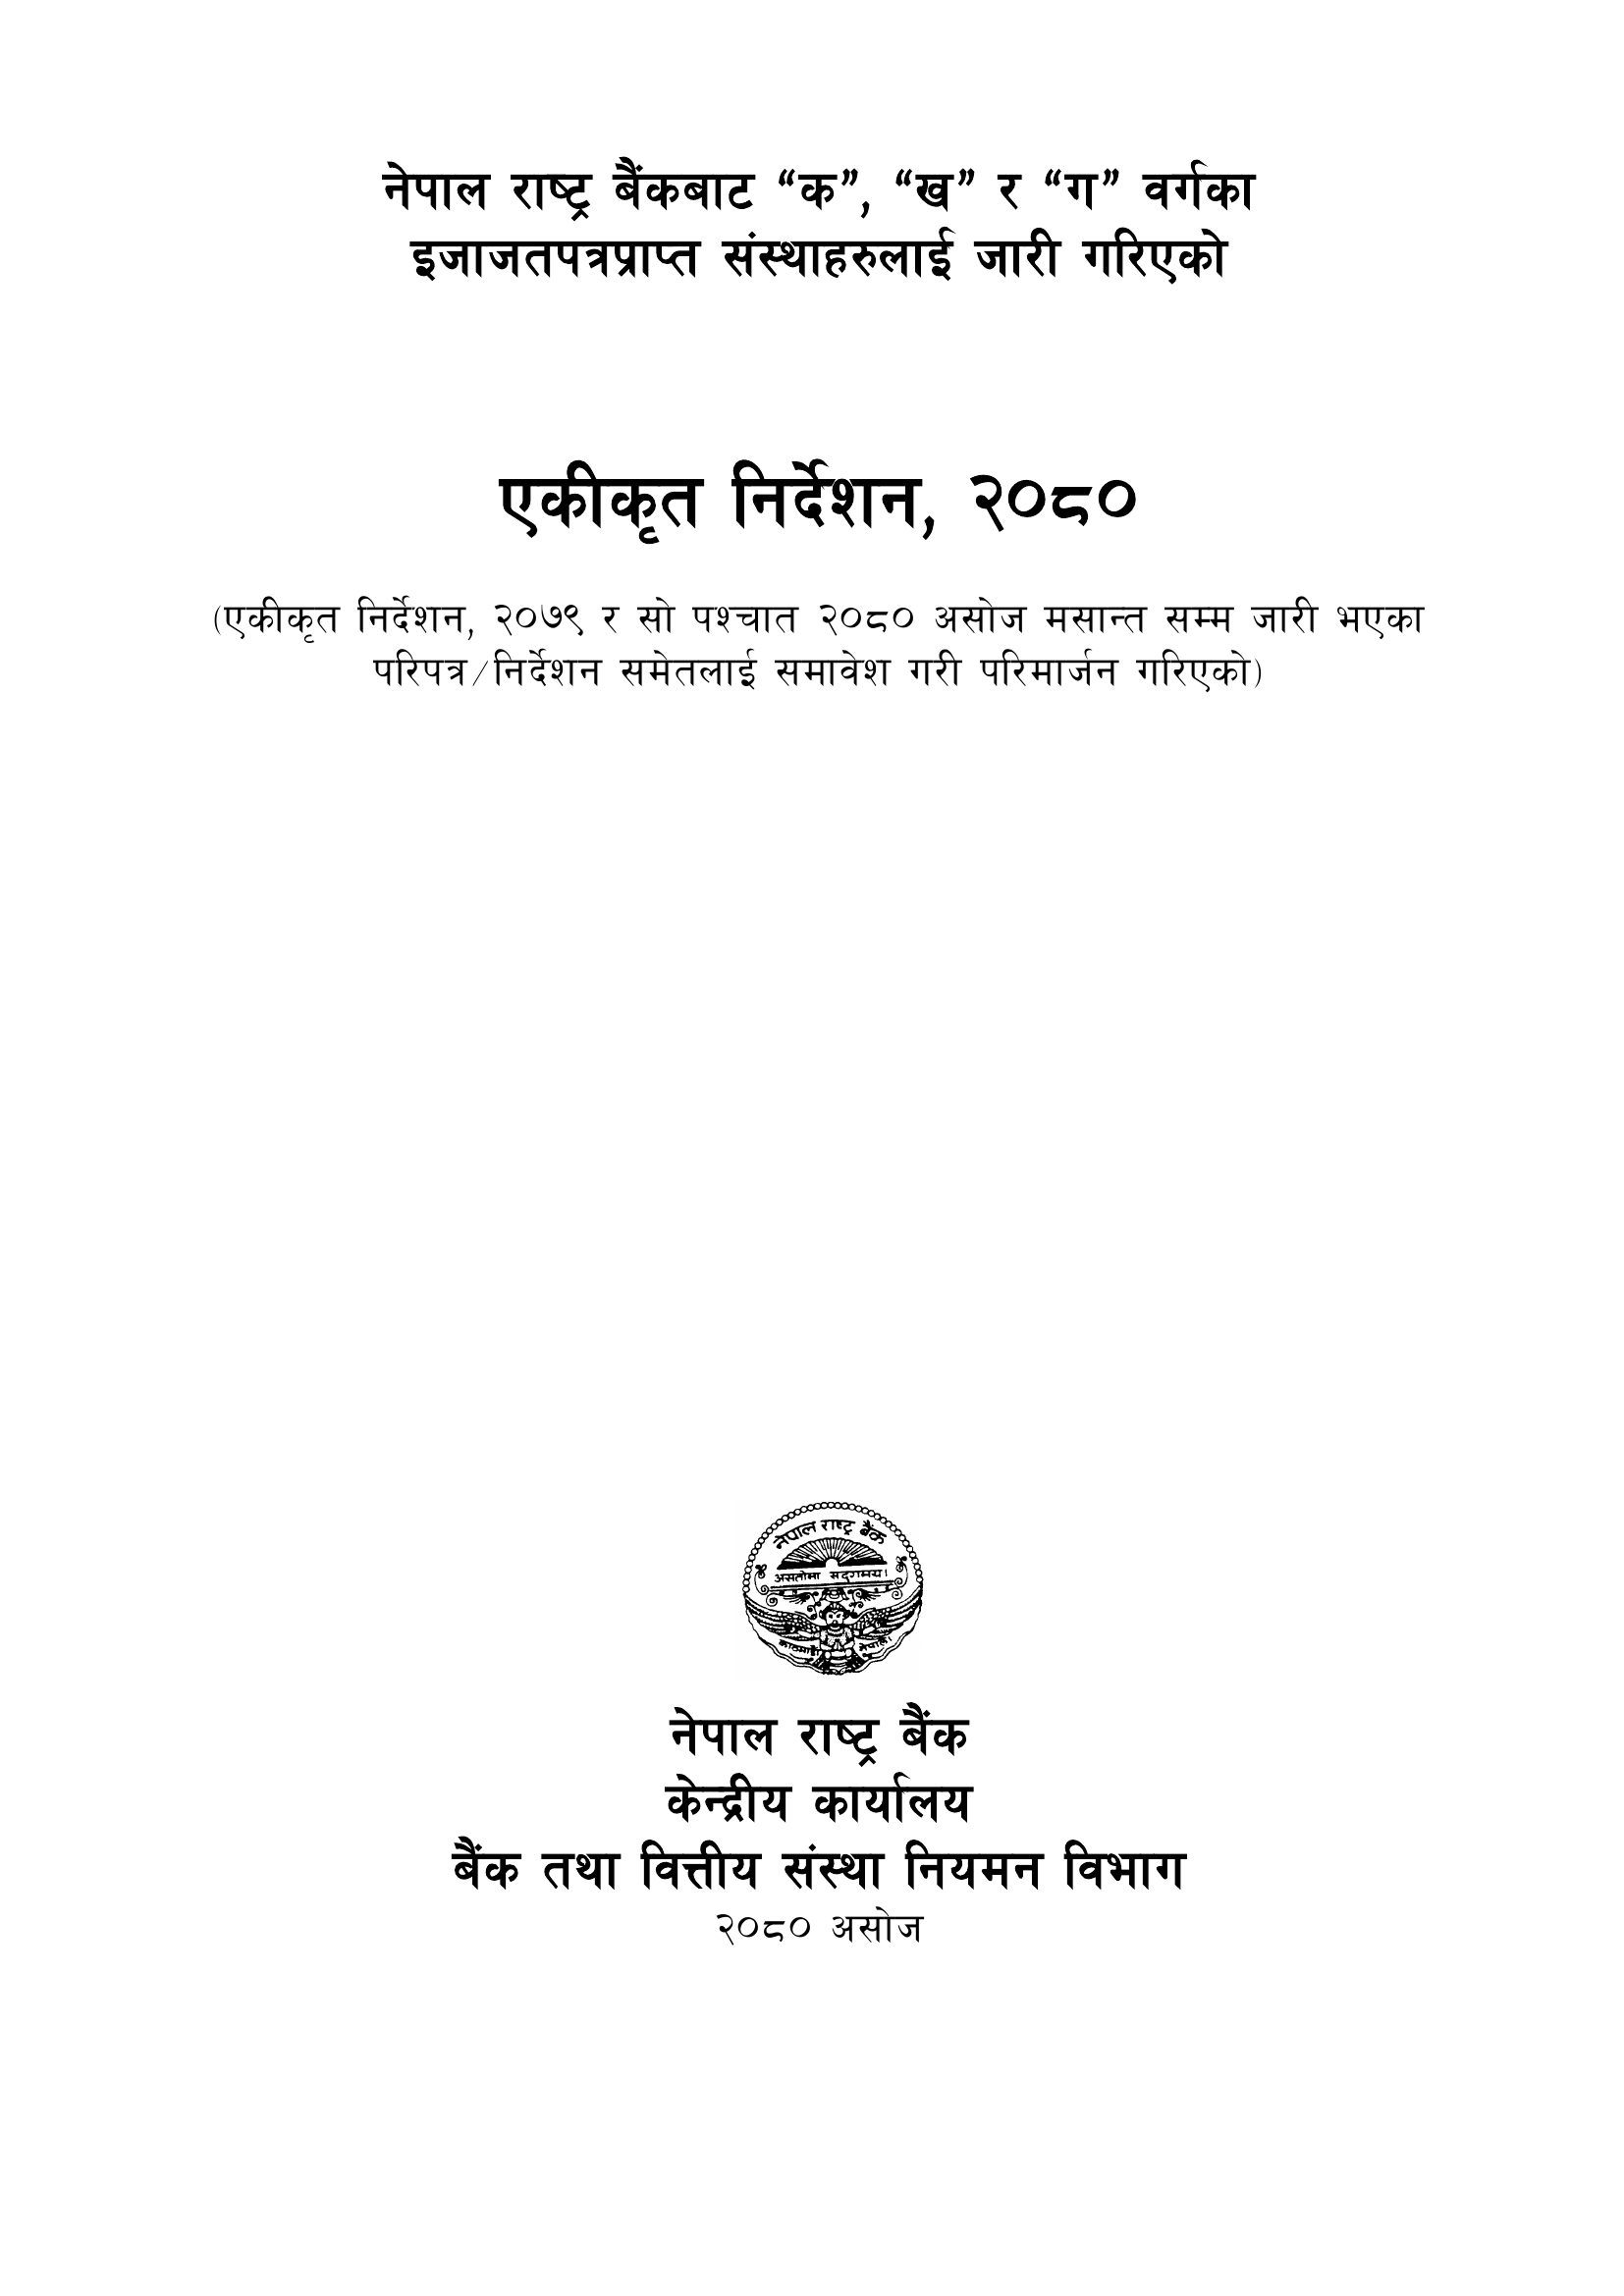 नेपाल राष्ट्र बैंकबाट “क”, “ख” र “ग” वर्गका
इजाजतपत्रप्राप्त संस्थाहरुलाई जारी गरिएको
एकीकृत निर्देशन, २०८०
(एकीकृत निर्देशन, २०७९ र सो पश्चात २०८० असोज मसान्त सम्म जारी भएका
परिपत्र/निर्देशन समेतलाई समावेश गरी परिमार्जन गरिएको)
नेपाल राष्ट्र बैंक
असतोमा सद्गमय।
काठमाडौं नेपाल।
नेपाल राष्ट्र बैंक
केन्द्रीय कार्यालय
बैंक तथा वित्तीय संस्था नियमन विभाग
२०८० असोज